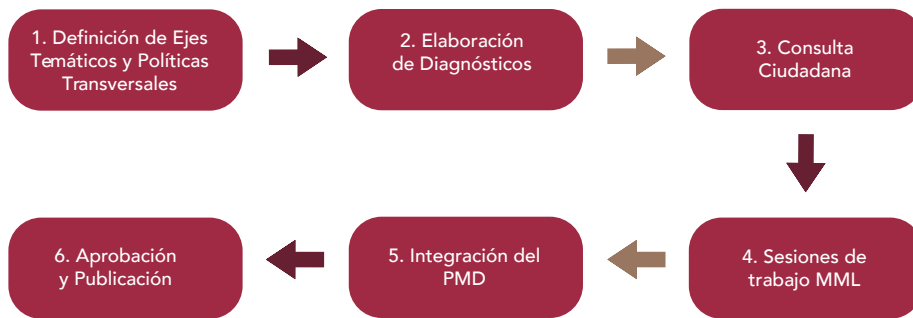 1. Definición de Ejes
Temáticos y Políticas
Transversales
2. Elaboración
de Diagnósticos
3. Consulta
Ciudadana
4. Sesiones de
trabajo MML
5. Integración del
PMD
6. Aprobación
y Publicación